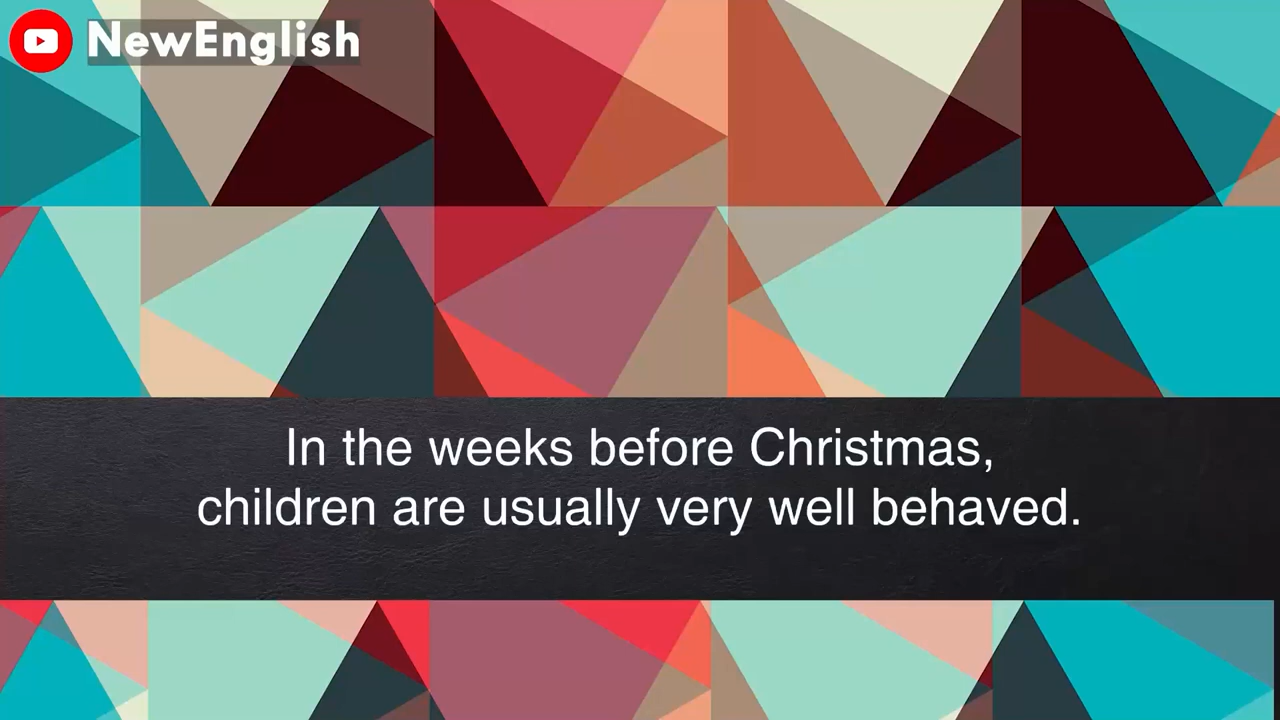 NewEnglish
In the weeks before Christmas,
children are usually very well behaved.